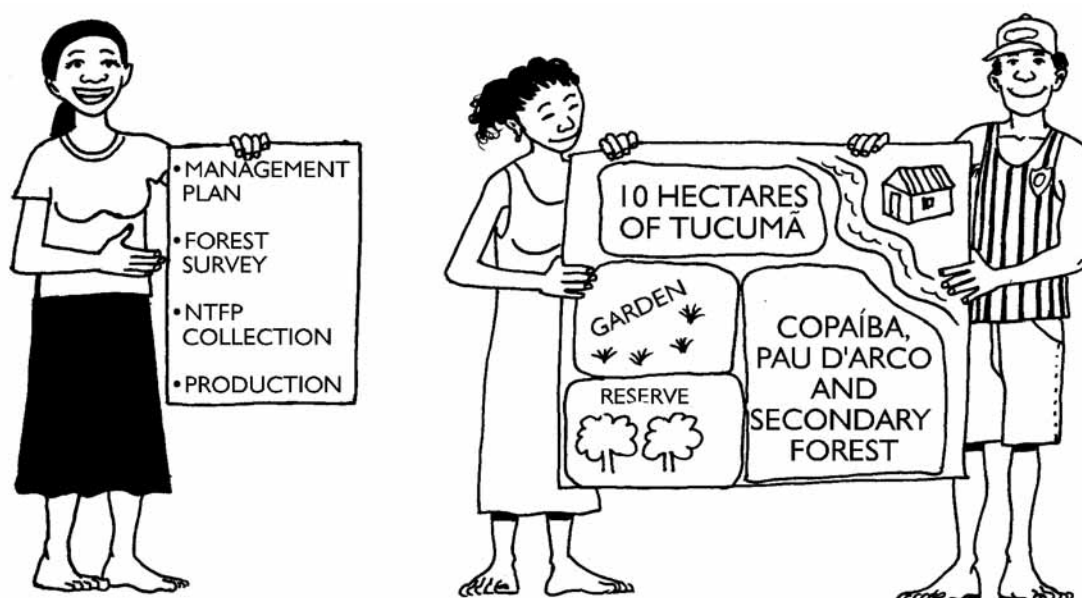 • MANAGEMENT
PLAN
• FOREST
SURVEY
• NTFP
COLLECTION
• PRODUCTION
10 HECTARES
OF TUCUMÃ
GARDEN
RESERVE
COPAÍBA,
PAU D'ARCO
AND
SECONDARY
FOREST